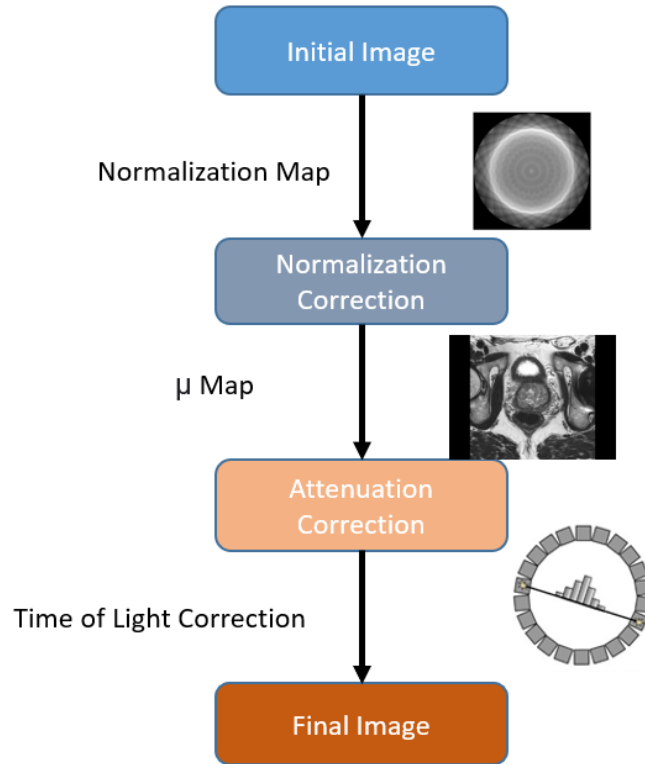 Initial Image
Normalization Map
Normalization
Correction
μ Map
Attenuation
Correction
Time of Light Correction
Final Image